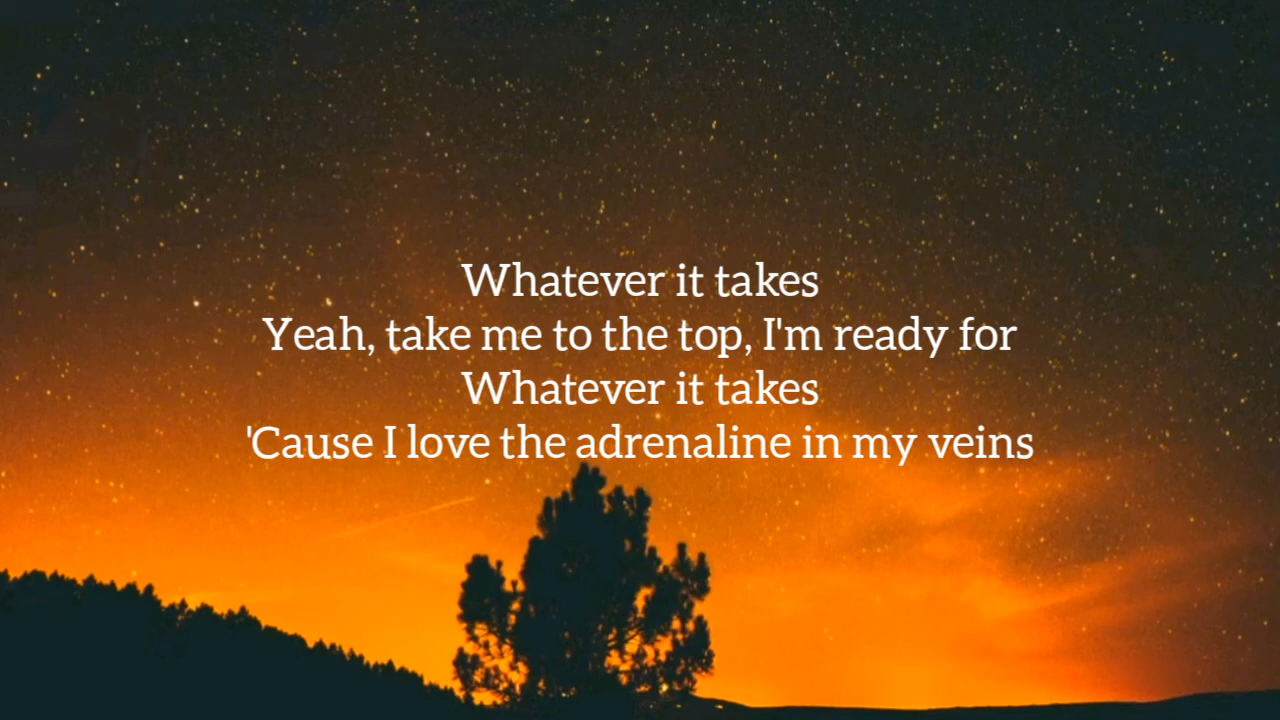 Whatever it takes
Yeah, take me to the top, I'm ready for
Whatever it takes
'Cause I love the adrenaline in my veins